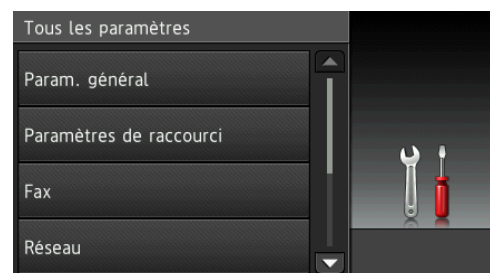 Tous les paramètres
Param. général
Paramètres de raccourci
Fax
Réseau